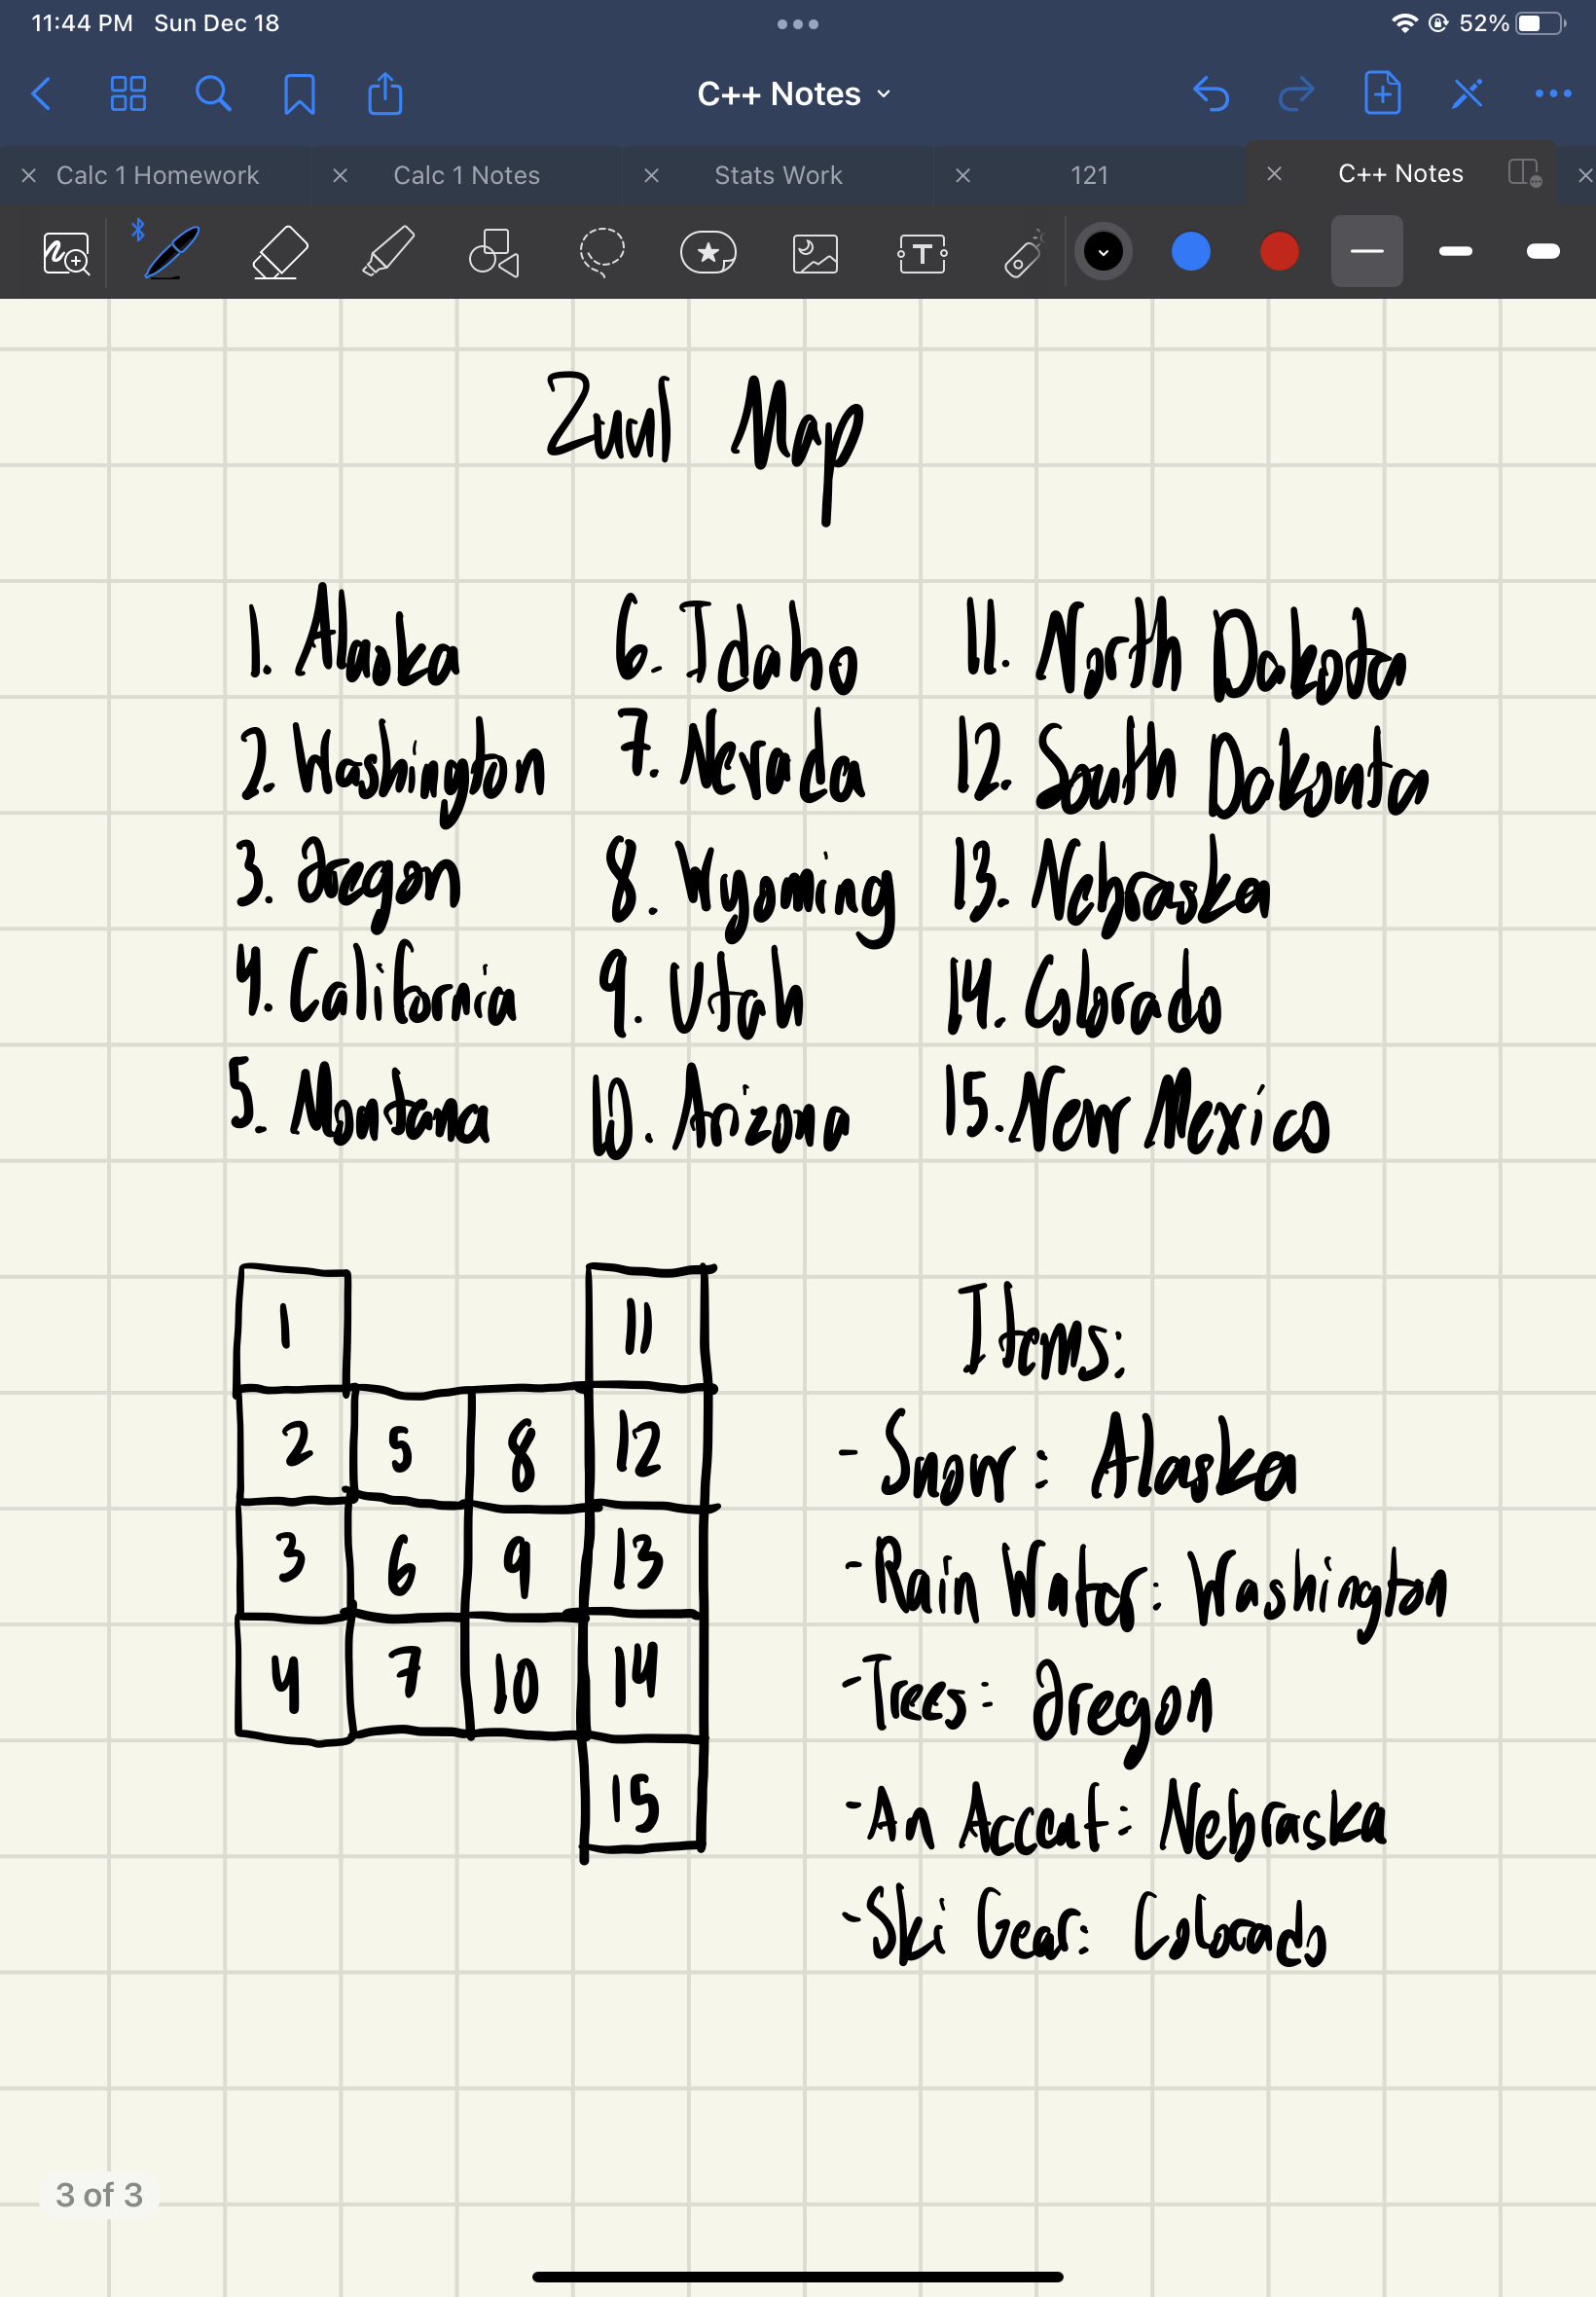 11:44 PM Sun Dec 18 52%
C++ Notes
Calc 1 Homework Calc 1 Notes Stats Work 121 C++ Notes
Zuul Map
1. Alaska 6. Idaho 11. North Dakota
2. Washington 7. Nevada 12. South Dakonta
3. Oregon 8. Wyoming 13. Nebraska
4. California 9. Utah 14. Colorado
5. Montana 10. Arizona 15. New Mexico
1 11
2 5 8 12
3 6 9 13
4 7 10 14
15
Items:
- Snow: Alaska
- Rain Water: Washington
- Trees: Oregon
- An Accent: Nebraska
- Ski Gear: Colorado
3 of 3